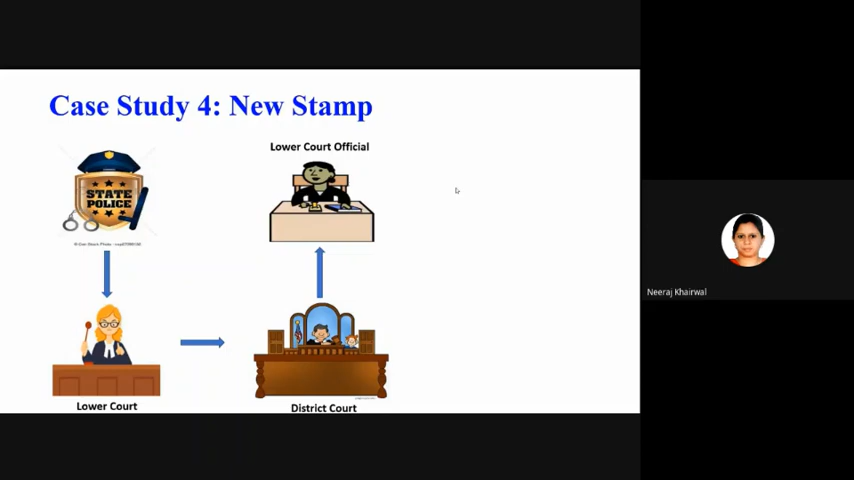 Case Study 4: New Stamp
Lower Court Official
STATE
POLICE
Lower Court
District Court
Neeraj Khairwal